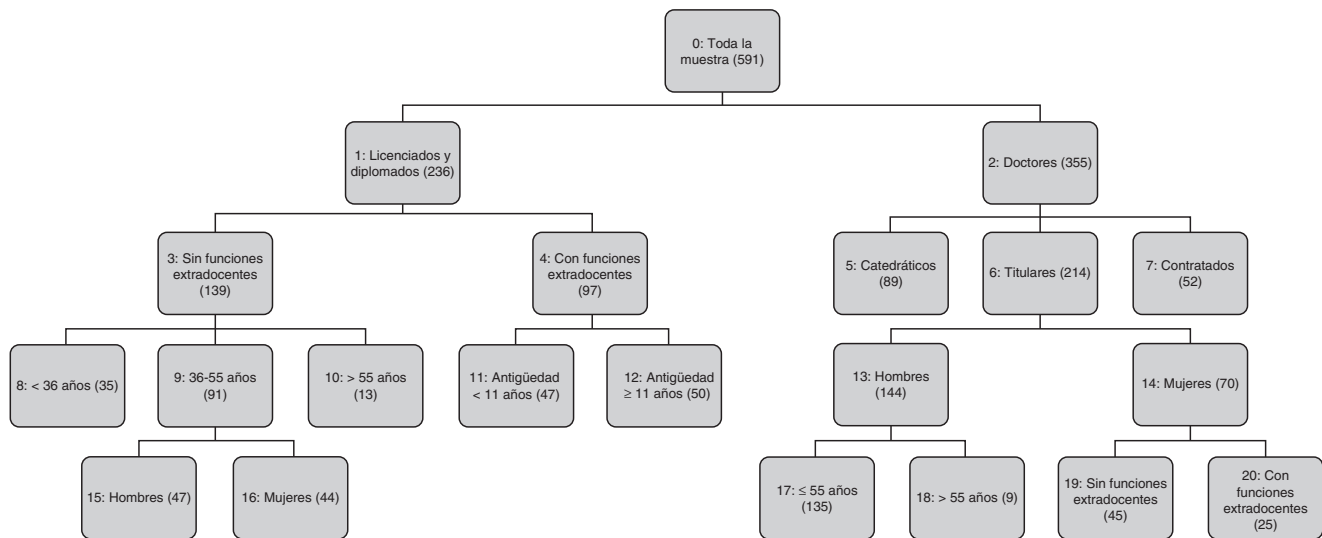 0: Toda la
muestra (591)
1: Licenciados y
diplomados (236)
2: Doctores (355)
3: Sin funciones
extradocentes
(139)
4: Con funciones
extradocentes
(97)
5: Catedráticos
(89)
6: Titulares (214)
7: Contratados
(52)
8: < 36 años (35)
9: 36-55 años
(91)
10: > 55 años
(13)
11: Antigüedad
< 11 años (47)
12: Antigüedad
≥ 11 años (50)
13: Hombres
(144)
14: Mujeres (70)
15: Hombres (47)
16: Mujeres (44)
17: ≤ 55 años
(135)
18: > 55 años (9)
19: Sin funciones
extradocentes
(45)
20: Con
funciones
extradocentes
(25)